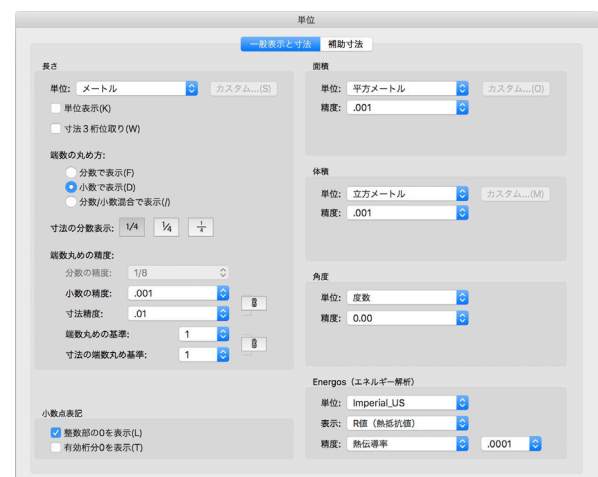 単位
一般表示と寸法 補助寸法
長さ
単位: メートル カスタム...(S)
単位表示(K)
寸法3桁位取り(W)
端数の丸め方:
分数で表示(F)
小数で表示(D)
分数/小数混合で表示(/)
寸法の分数表示: 1/4 1/4 1/4
端数丸めの精度:
分数の精度: 1/8
小数の精度: .001
寸法精度: .01
端数丸めの基準: 1
寸法の端数丸め基準: 1
小数点表記
整数部の0を表示(L)
有効桁分0を表示(T)
面積
単位: 平方メートル カスタム...(O)
精度: .001
体積
単位: 立方メートル カスタム...(M)
精度: .001
角度
単位: 度数
精度: 0.00
Energos（エネルギー解析）
単位: Imperial_US
表示: R値（熱抵抗値）
精度: 熱伝導率 .0001